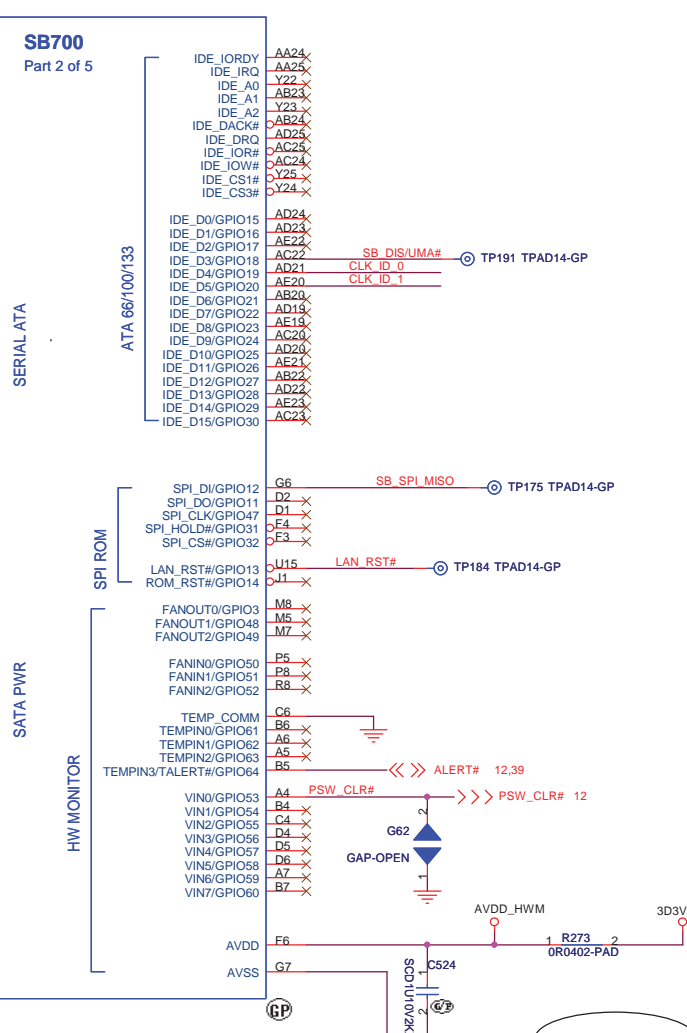 SB700
Part 2 of 5
SERIAL ATA
ATA 66/100/133
IDE_IORDY AA24
IDE_IRQ AA25
IDE_A0 Y22
IDE_A1 AB23
IDE_A2 Y23
IDE_DACK# AB24
IDE_DRQ AD25
IDE_IOR# AC25
IDE_IOW# AC24
IDE_CS1# Y25
IDE_CS3# Y24
IDE_D0/GPIO15 AD24
IDE_D1/GPIO16 AD23
IDE_D2/GPIO17 AE22
IDE_D3/GPIO18 AC22 SB_DIS/UMA# TP191 TPAD14-GP
IDE_D4/GPIO19 AD21 CLK_ID_0
IDE_D5/GPIO20 AE20 CLK_ID_1
IDE_D6/GPIO21 AB20
IDE_D7/GPIO22 AD19
IDE_D8/GPIO23 AE19
IDE_D9/GPIO24 AC20
IDE_D10/GPIO25 AD20
IDE_D11/GPIO26 AE21
IDE_D12/GPIO27 AB22
IDE_D13/GPIO28 AD22
IDE_D14/GPIO29 AE23
IDE_D15/GPIO30 AC23
SPI ROM
SPI_DI/GPIO12 G6 SB_SPI_MISO TP175 TPAD14-GP
SPI_DO/GPIO11 D2
SPI_CLK/GPIO47 D1
SPI_HOLD#/GPIO31 F4
SPI_CS#/GPIO32 F3
LAN_RST#/GPIO13 U15 LAN_RST# TP184 TPAD14-GP
ROM_RST#/GPIO14 J1
SATA PWR
HW MONITOR
FANOUT0/GPIO3 M8
FANOUT1/GPIO48 M5
FANOUT2/GPIO49 M7
FANIN0/GPIO50 P5
FANIN1/GPIO51 P8
FANIN2/GPIO52 R8
TEMP_COMM C6
TEMPIN0/GPIO61 B6
TEMPIN1/GPIO62 A6
TEMPIN2/GPIO63 A5
TEMPIN3/TALERT#/GPIO64 B5 ALERT# 12,39
VIN0/GPIO53 A4 PSW_CLR# PSW_CLR# 12
VIN1/GPIO54 B4
VIN2/GPIO55 C4
VIN3/GPIO56 D4
VIN4/GPIO57 D5
VIN5/GPIO58 D6
VIN6/GPIO59 A7
VIN7/GPIO60 B7
2
G62
GAP-OPEN
1
AVDD_HWM
3D3V
AVDD F6
1 R273 2
0R0402-PAD
AVSS G7
C524
1
SCD1U10V2K
2
GP
GP